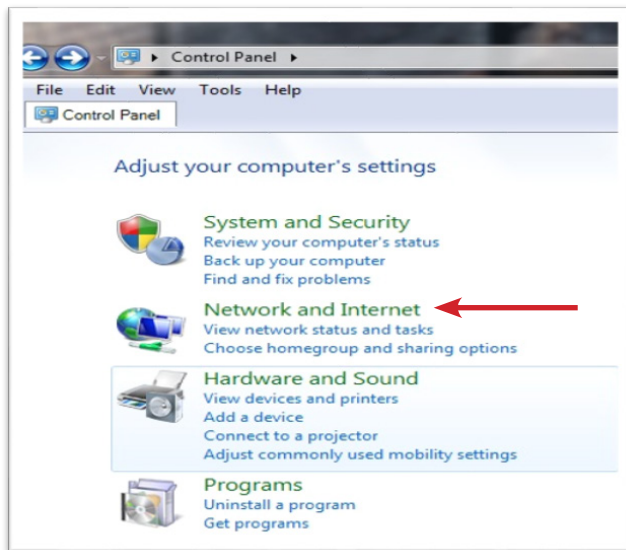 Control Panel
File Edit View Tools Help
Control Panel
Adjust your computer's settings
System and Security
Review your computer's status
Back up your computer
Find and fix problems
Network and Internet
View network status and tasks
Choose homegroup and sharing options
Hardware and Sound
View devices and printers
Add a device
Connect to a projector
Adjust commonly used mobility settings
Programs
Uninstall a program
Get programs